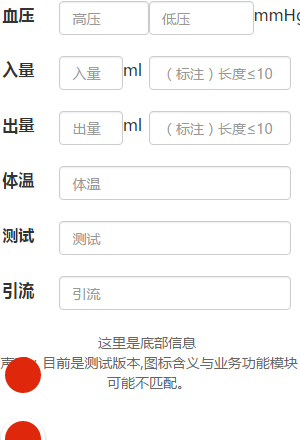 血压 高压 低压 mmHg
入量 入量 ml （标注）长度≤10
出量 出量 ml （标注）长度≤10
体温 体温
测试 测试
引流 引流
这里是底部信息
声 目前是测试版本,图标含义与业务功能模块
可能不匹配。